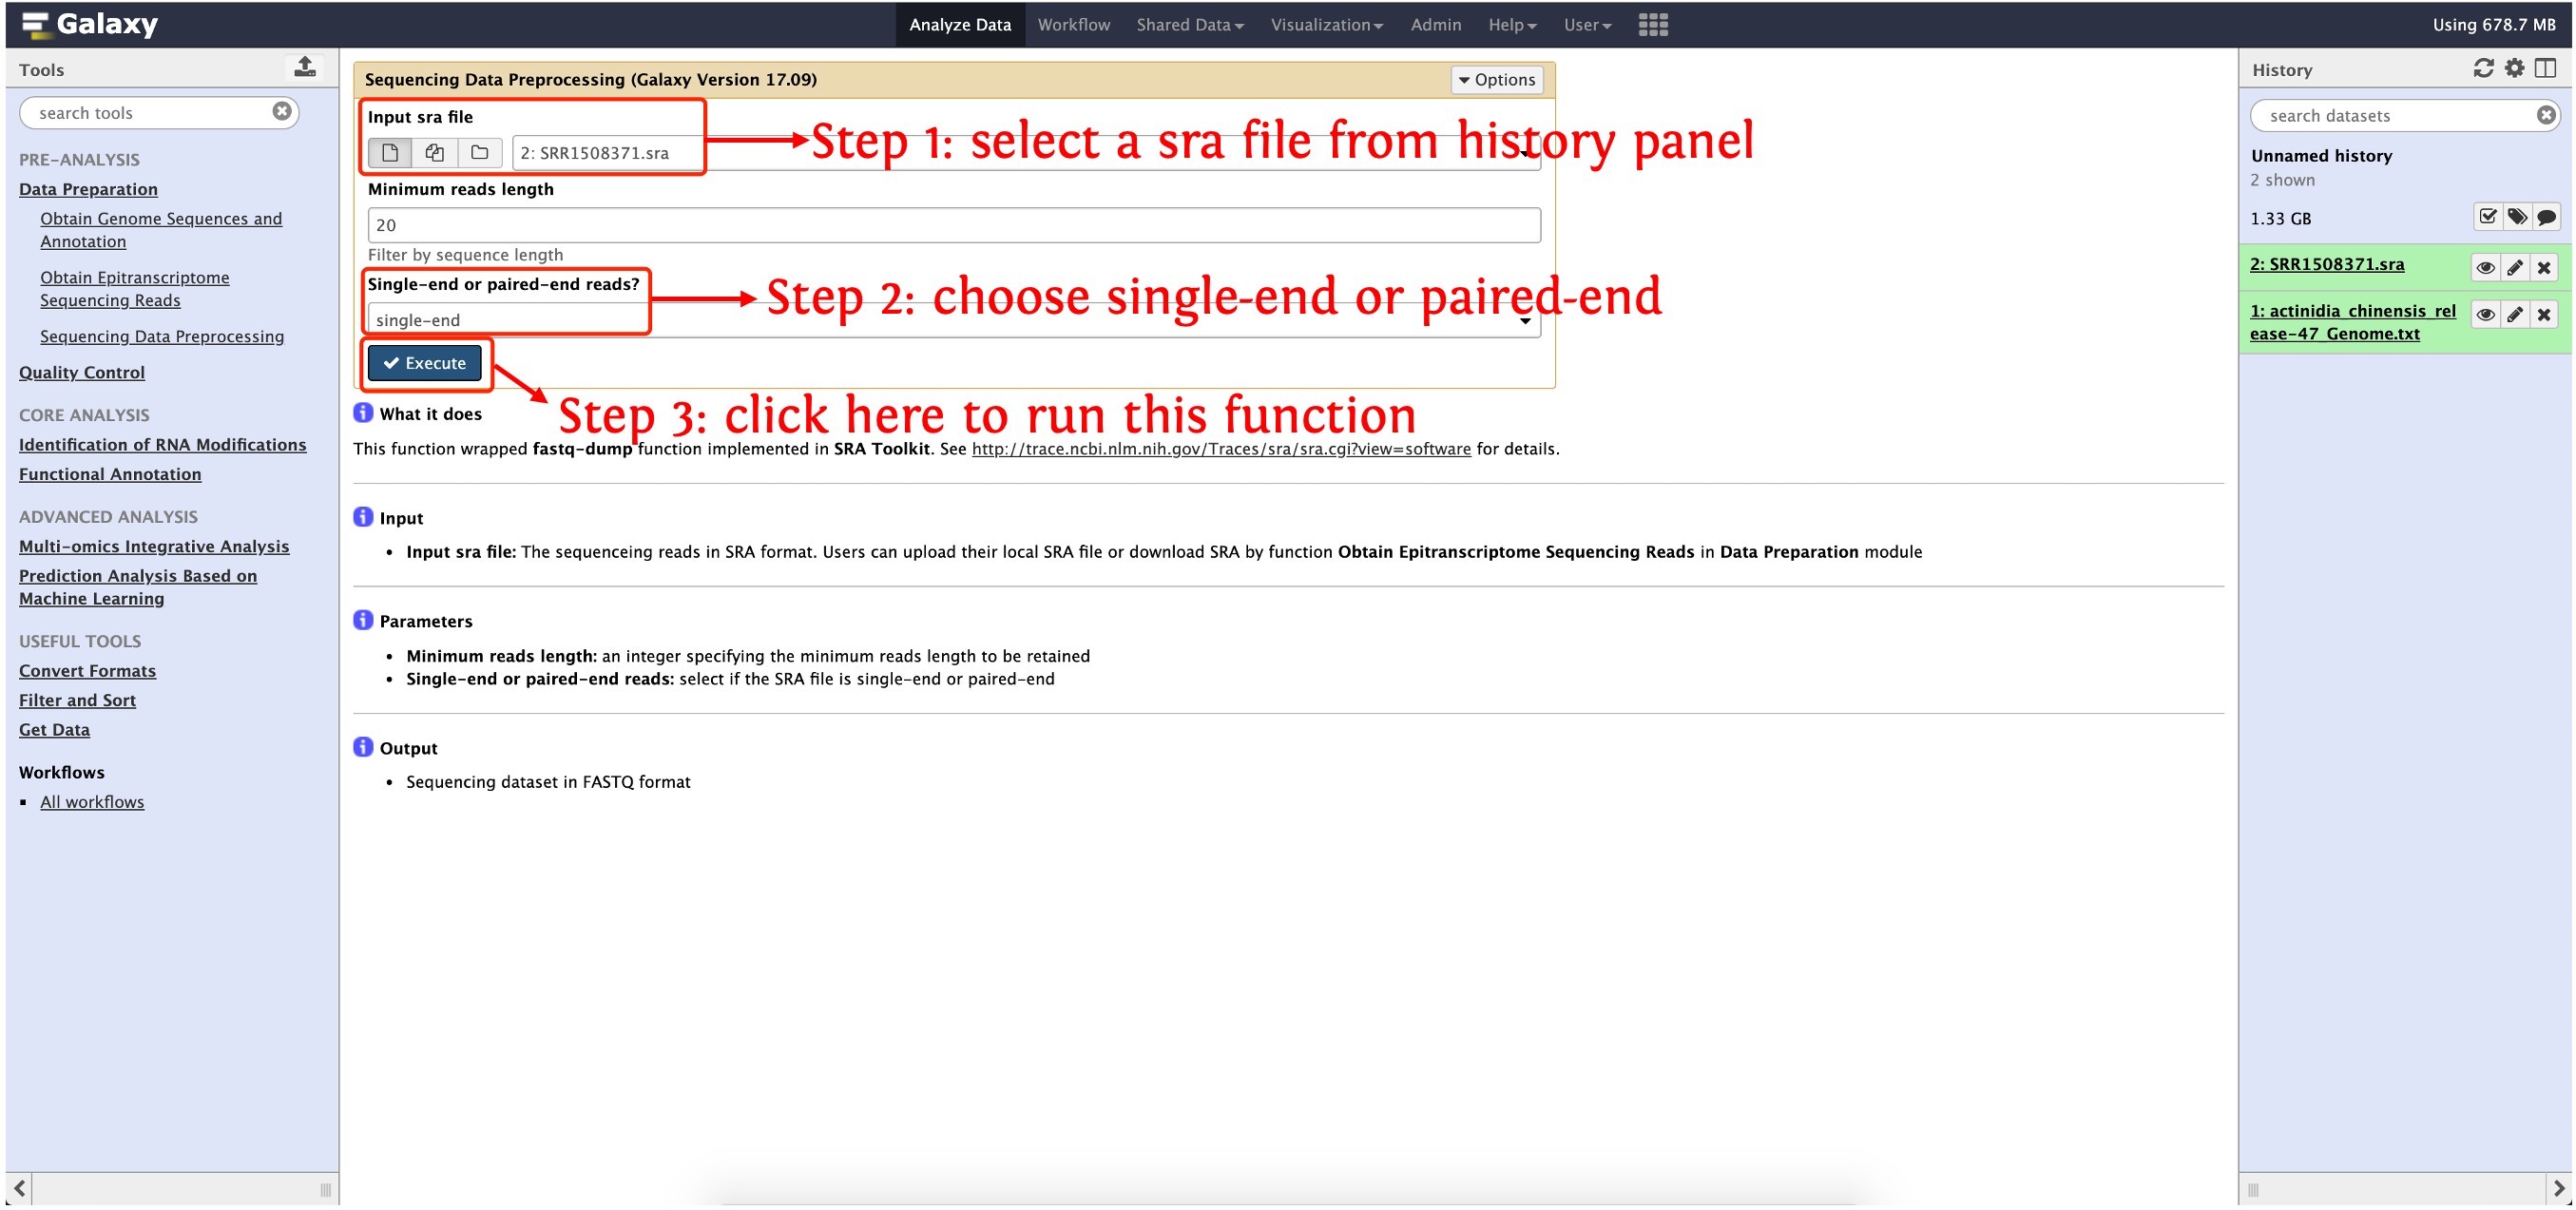 Galaxy
Analyze Data
Workflow
Shared Data
Visualization
Admin
Help
User
Using 678.7 MB
Tools
search tools
PRE-ANALYSIS
Data Preparation
Obtain Genome Sequences and
Annotation
Obtain Epitranscriptome
Sequencing Reads
Sequencing Data Preprocessing
Quality Control
CORE ANALYSIS
Identification of RNA Modifications
Functional Annotation
ADVANCED ANALYSIS
Multi-omics Integrative Analysis
Prediction Analysis Based on
Machine Learning
USEFUL TOOLS
Convert Formats
Filter and Sort
Get Data
Workflows
All workflows
Sequencing Data Preprocessing (Galaxy Version 17.09)
Options
Input sra file
2: SRR1508371.sra
Step 1: select a sra file from history panel
Minimum reads length
20
Filter by sequence length
Single-end or paired-end reads?
single-end
Step 2: choose single-end or paired-end
Execute
Step 3: click here to run this function
What it does
This function wrapped fastq-dump function implemented in SRA Toolkit. See http://trace.ncbi.nlm.nih.gov/Traces/sra/sra.cgi?view=software for details.
Input
Input sra file: The sequenceing reads in SRA format. Users can upload their local SRA file or download SRA by function Obtain Epitranscriptome Sequencing Reads in Data Preparation module
Parameters
Minimum reads length: an integer specifying the minimum reads length to be retained
Single-end or paired-end reads: select if the SRA file is single-end or paired-end
Output
Sequencing dataset in FASTQ format
History
search datasets
Unnamed history
2 shown
1.33 GB
2: SRR1508371.sra
1: actinidia_chinensis_rel
ease-47_Genome.txt